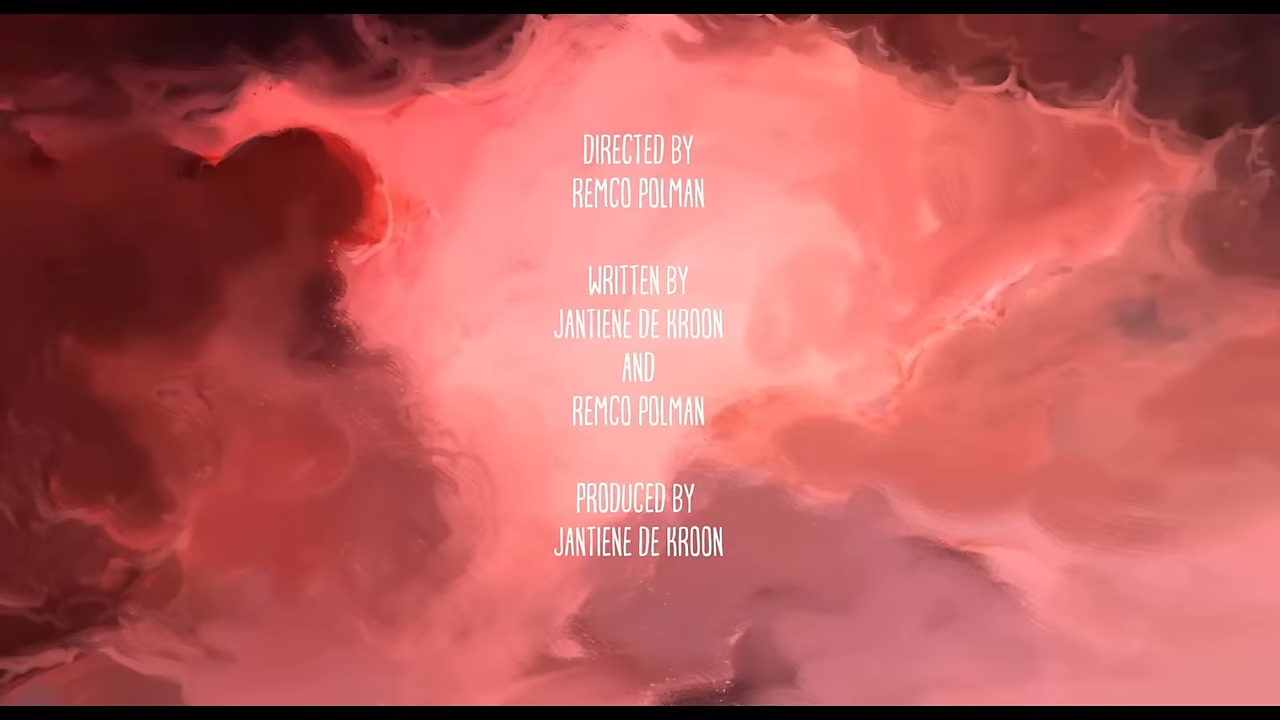 DIRECTED BY
REMCO POLMAN
WRITTEN BY
JANTIENE DE KROON
AND
REMCO POLMAN
PRODUCED BY
JANTIENE DE KROON